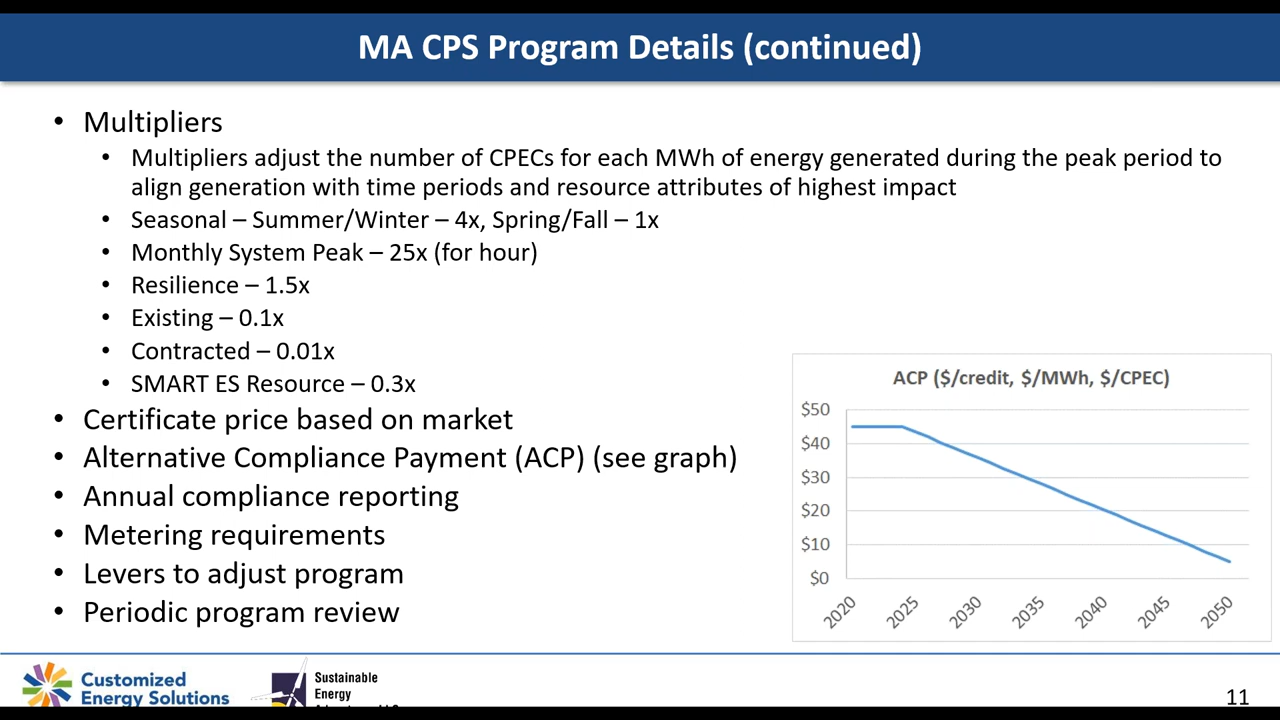 MA CPS Program Details (continued)
• Multipliers
• Multipliers adjust the number of CPECs for each MWh of energy generated during the peak period to
align generation with time periods and resource attributes of highest impact
• Seasonal – Summer/Winter – 4x, Spring/Fall – 1x
• Monthly System Peak – 25x (for hour)
• Resilience – 1.5x
• Existing – 0.1x
• Contracted – 0.01x
• SMART ES Resource – 0.3x
• Certificate price based on market
• Alternative Compliance Payment (ACP) (see graph)
• Annual compliance reporting
• Metering requirements
• Levers to adjust program
• Periodic program review
ACP ($/credit, $/MWh, $/CPEC)
$50
$40
$30
$20
$10
$0
2020 2025 2030 2035 2040 2045 2050
Customized
Energy Solutions
Sustainable
Energy
11